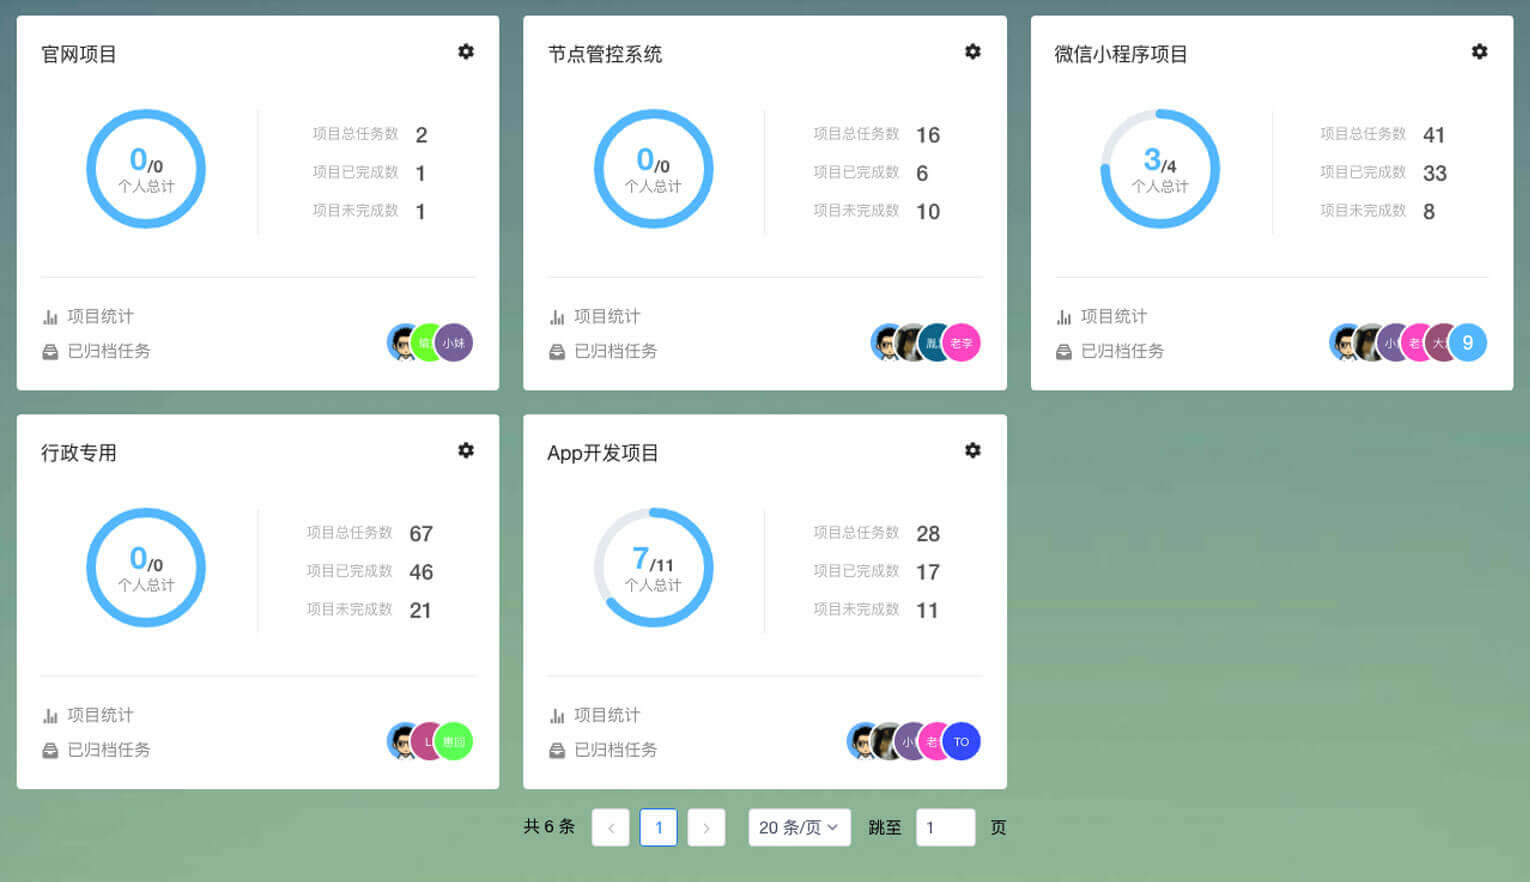 官网项目
0/0
个人总计
项目总任务数 2
项目已完成数 1
项目未完成数 1
项目统计
已归档任务
小妹
节点管控系统
0/0
个人总计
项目总任务数 16
项目已完成数 6
项目未完成数 10
项目统计
已归档任务
老李
微信小程序项目
3/4
个人总计
项目总任务数 41
项目已完成数 33
项目未完成数 8
项目统计
已归档任务
小 老 大 9
行政专用
0/0
个人总计
项目总任务数 67
项目已完成数 46
项目未完成数 21
项目统计
已归档任务
L
App开发项目
7/11
个人总计
项目总任务数 28
项目已完成数 17
项目未完成数 11
项目统计
已归档任务
小 老 TO
共 6 条 1 20 条/页 跳至 1 页